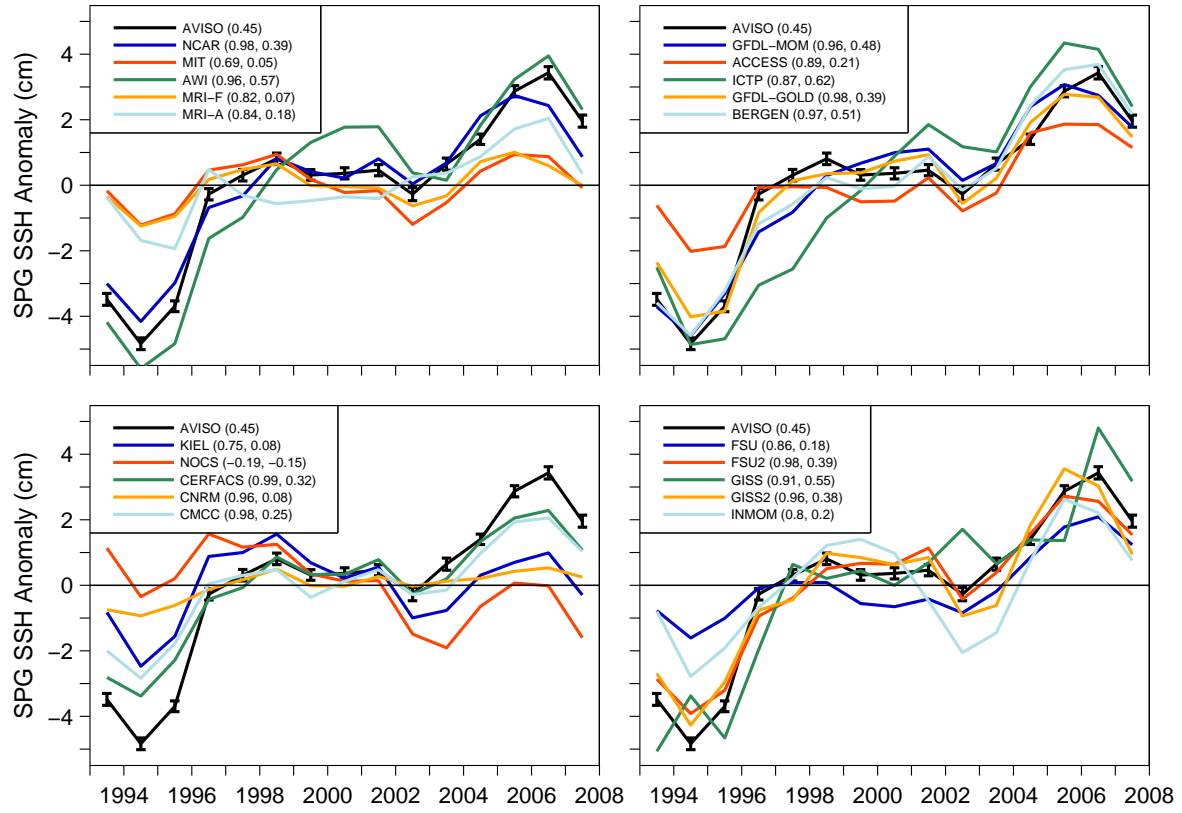 AVISO (0.45)
NCAR (0.98, 0.39)
MIT (0.69, 0.05)
AWI (0.96, 0.57)
MRI−F (0.82, 0.07)
MRI−A (0.84, 0.18)
SPG SSH Anomaly (cm)
4
2
0
−2
−4
AVISO (0.45)
GFDL−MOM (0.96, 0.48)
ACCESS (0.89, 0.21)
ICTP (0.87, 0.62)
GFDL−GOLD (0.98, 0.39)
BERGEN (0.97, 0.51)
AVISO (0.45)
KIEL (0.75, 0.08)
NOCS (−0.19, −0.15)
CERFACS (0.99, 0.32)
CNRM (0.96, 0.08)
CMCC (0.98, 0.25)
SPG SSH Anomaly (cm)
4
2
0
−2
−4
1994 1996 1998 2000 2002 2004 2006 2008
AVISO (0.45)
FSU (0.86, 0.18)
FSU2 (0.98, 0.39)
GISS (0.91, 0.55)
GISS2 (0.96, 0.38)
INMOM (0.8, 0.2)
1994 1996 1998 2000 2002 2004 2006 2008